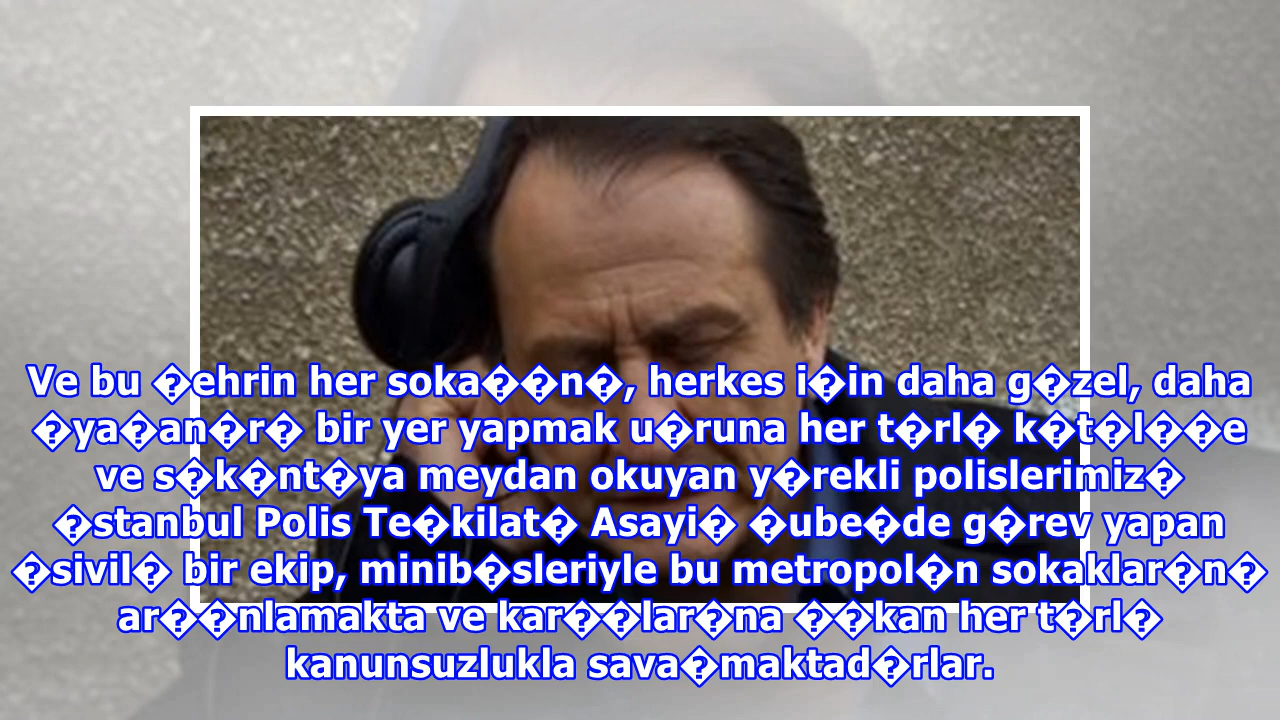 Ve bu �ehrin her soka��n�, herkes i�in daha g�zel, daha
�ya�an�r� bir yer yapmak u�runa her t�rl� k�t�l��e
ve s�k�nt�ya meydan okuyan y�rekli polislerimiz�
�stanbul Polis Te�kilat� Asayi� �ube�de g�rev yapan
�sivil� bir ekip, minib�sleriyle bu metropol�n sokaklar�n�
ar��nlamakta ve kar��lar�na ��kan her t�rl�
kanunsuzlukla sava�maktad�rlar.